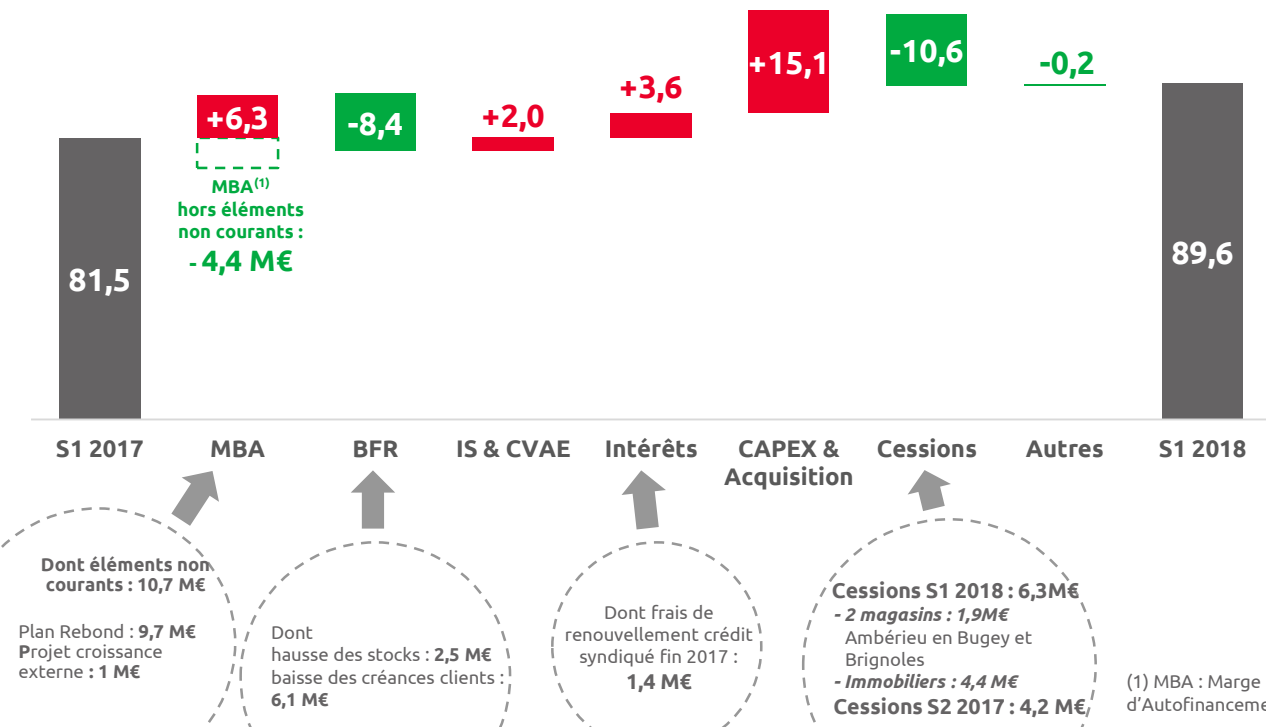 +6,3
-8,4
+2,0
+3,6
+15,1
-10,6
-0,2
MBA(1)
hors éléments
non courants :
- 4,4 M€
81,5
89,6
S1 2017
MBA
BFR
IS & CVAE
Intérêts
CAPEX &
Acquisition
Cessions
Autres
S1 2018
Dont éléments non
courants : 10,7 M€
Plan Rebond : 9,7 M€
Projet croissance
externe : 1 M€
Dont
hausse des stocks : 2,5 M€
baisse des créances clients :
6,1 M€
Dont frais de
renouvellement crédit
syndiqué fin 2017 :
1,4 M€
Cessions S1 2018 : 6,3M€
- 2 magasins : 1,9M€
Ambérieu en Bugey et
Brignoles
- Immobiliers : 4,4 M€
Cessions S2 2017 : 4,2 M€
(1) MBA : Marge